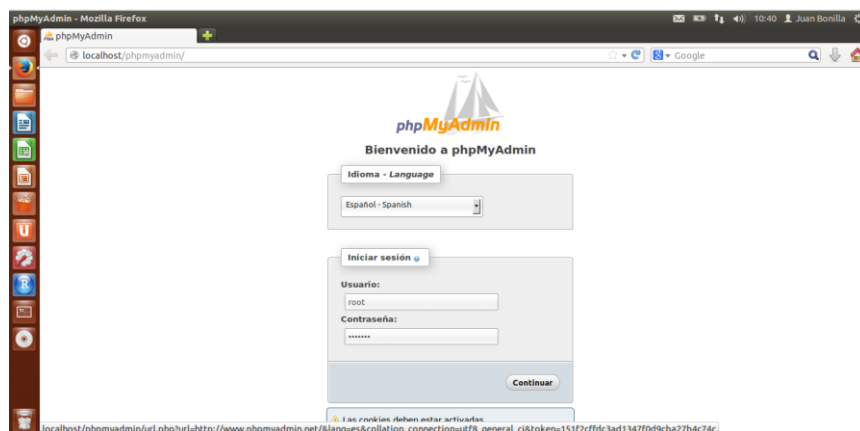 phpMyAdmin - Mozilla Firefox
10:40 Juan Bonilla
phpMyAdmin
localhost/phpmyadmin/
Google
phpMyAdmin
Bienvenido a phpMyAdmin
Idioma - Language
Español - Spanish
Iniciar sesión
Usuario:
root
Contraseña:
•••••••
Continuar
Las cookies deben estar activadas
localhost/phpmyadmin/url.php?url=http://www.phpmyadmin.net/&lang=es&collation_connection=utf8_general_ci&token=151f2cffdc3ad1347f0d9cba27b4c74c